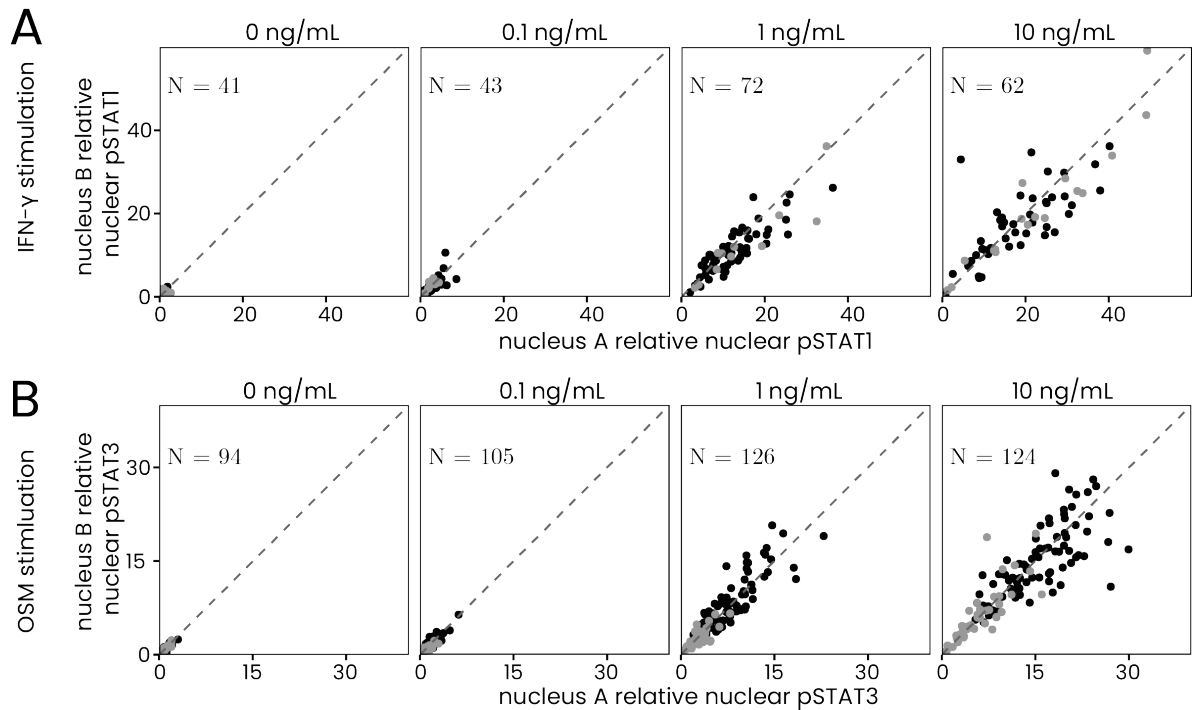 A
0 ng/mL
0.1 ng/mL
1 ng/mL
10 ng/mL
IFN-γ stimulation
nucleus B relative
nuclear pSTAT1
N = 41
N = 43
N = 72
N = 62
40
20
0
0
20
40
0
20
40
0
20
40
0
20
40
nucleus A relative nuclear pSTAT1
B
0 ng/mL
0.1 ng/mL
1 ng/mL
10 ng/mL
OSM stimluation
nucleus B relative
nuclear pSTAT3
N = 94
N = 105
N = 126
N = 124
30
15
0
0
15
30
0
15
30
0
15
30
0
15
30
nucleus A relative nuclear pSTAT3